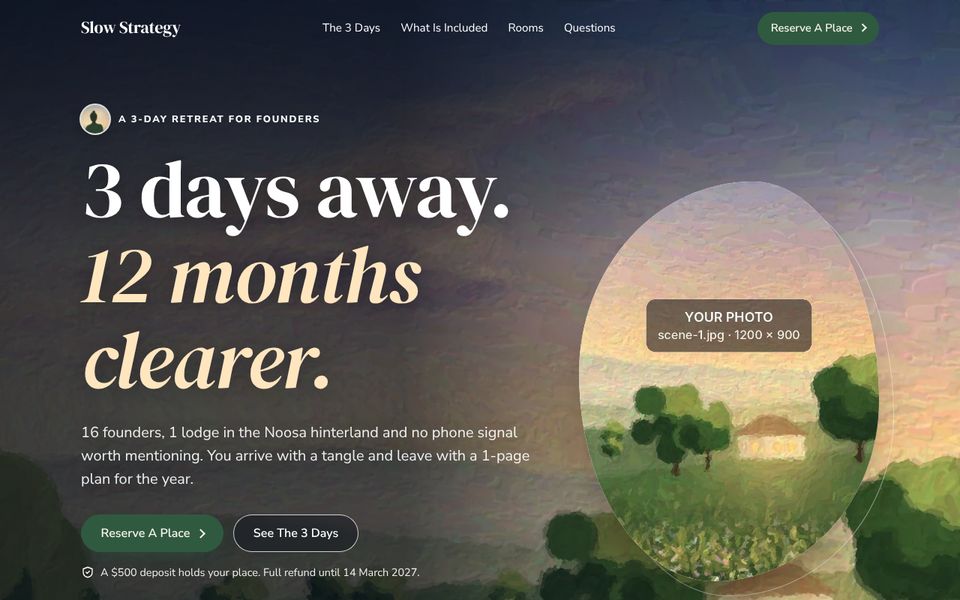 Slow Strategy
The 3 Days
What Is Included
Rooms
Questions
Reserve A Place
A 3-DAY RETREAT FOR FOUNDERS
3 days away.
12 months
clearer.
YOUR PHOTO
scene-1.jpg · 1200 × 900
16 founders, 1 lodge in the Noosa hinterland and no phone signal
worth mentioning. You arrive with a tangle and leave with a 1-page
plan for the year.
Reserve A Place
See The 3 Days
A $500 deposit holds your place. Full refund until 14 March 2027.